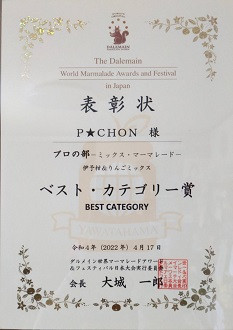 DALEMAIN
The Dalemain
World Marmalade Awards and Festival
in Japan
表彰状
P★CHON 様
プロの部－ミックス・マーマレード－
伊予柑&りんごミックス
ベスト・カテゴリー賞
BEST CATEGORY
令和4年(2022年)4月17日
ダルメイン世界マーマレードアワード
&フェスティバル日本大会実行委員会
会長 大城 一郎